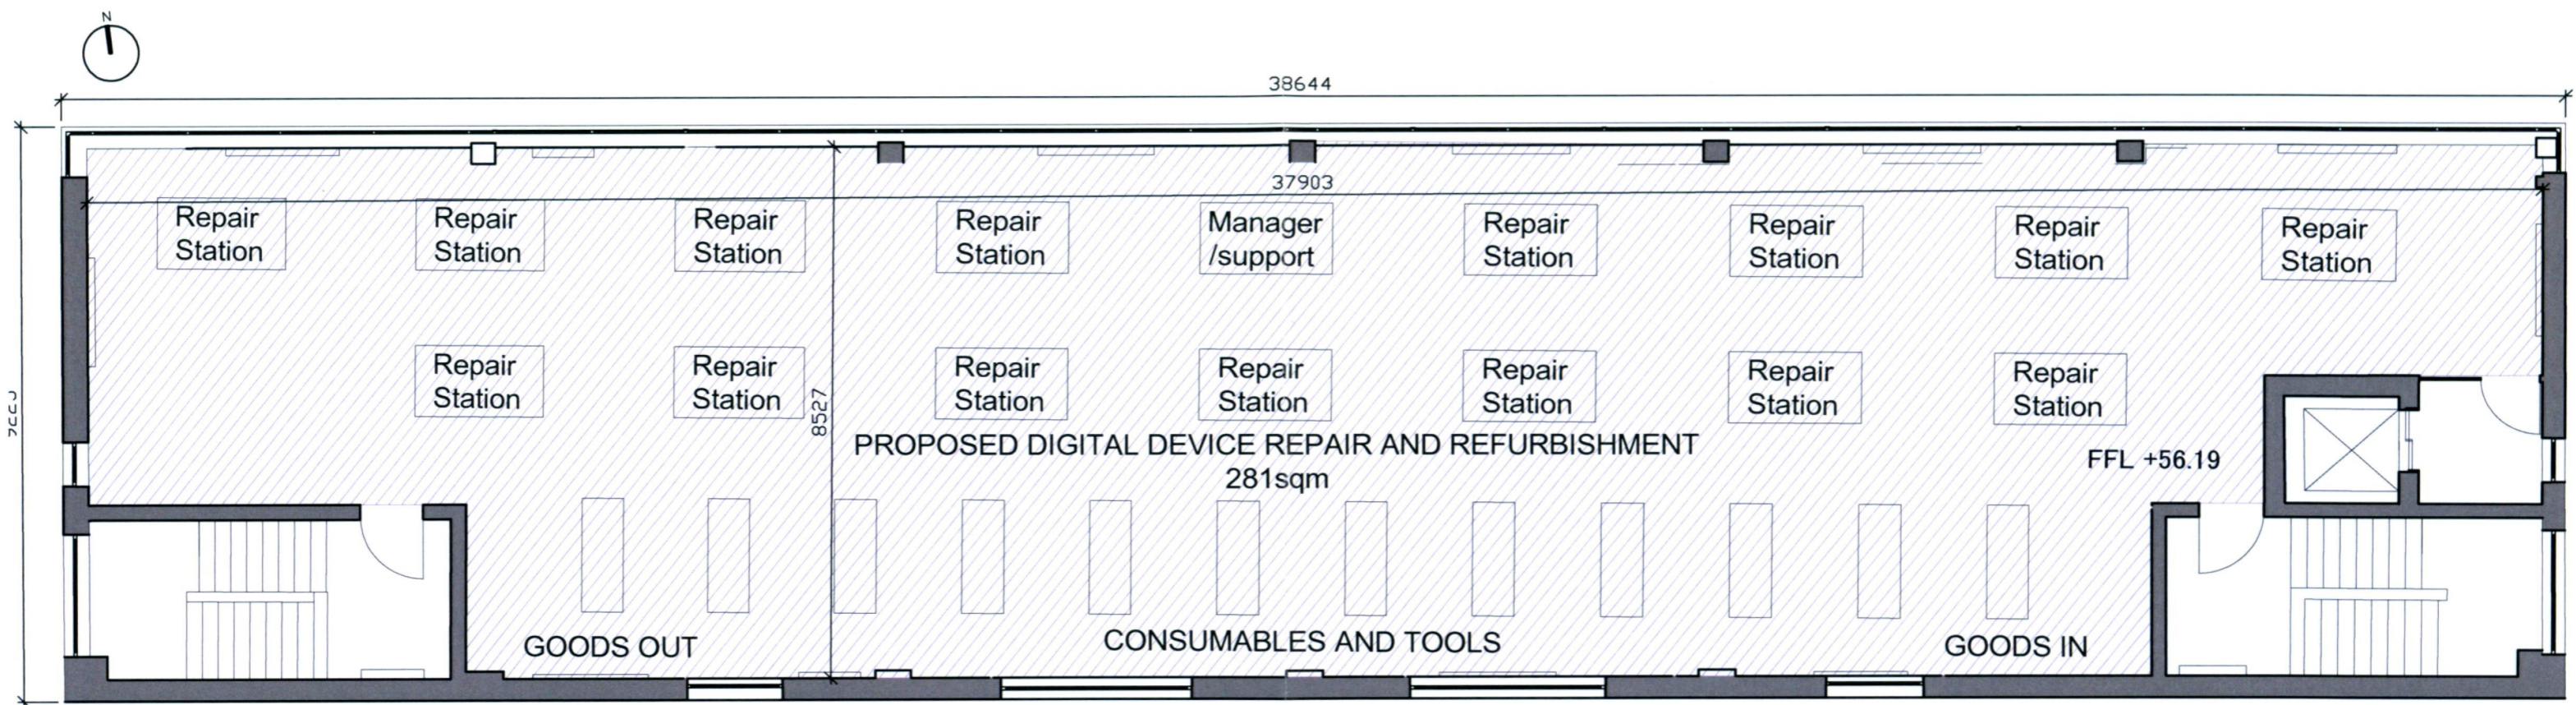 N
38644
37903
Repair
Station
Repair
Station
Repair
Station
Repair
Station
Manager
/support
Repair
Station
Repair
Station
Repair
Station
Repair
Station
Repair
Station
Repair
Station
Repair
Station
Repair
Station
Repair
Station
Repair
Station
Repair
Station
8527
PROPOSED DIGITAL DEVICE REPAIR AND REFURBISHMENT
281sqm
FFL +56.19
GOODS OUT
CONSUMABLES AND TOOLS
GOODS IN